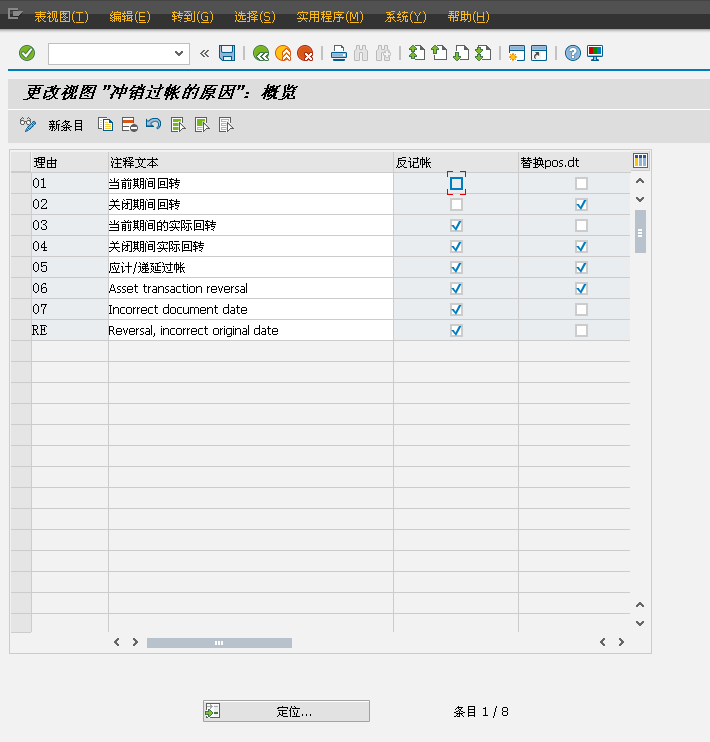 表视图(T) 编辑(E) 转到(G) 选择(S) 实用程序(M) 系统(Y) 帮助(H)
更改视图 "冲销过帐的原因": 概览
新条目
理由 注释文本 反记帐 替换pos.dt
01 当前期间回转
02 关闭期间回转
03 当前期间的实际回转
04 关闭期间实际回转
05 应计/递延过帐
06 Asset transaction reversal
07 Incorrect document date
RE Reversal, incorrect original date
定位... 条目 1 / 8